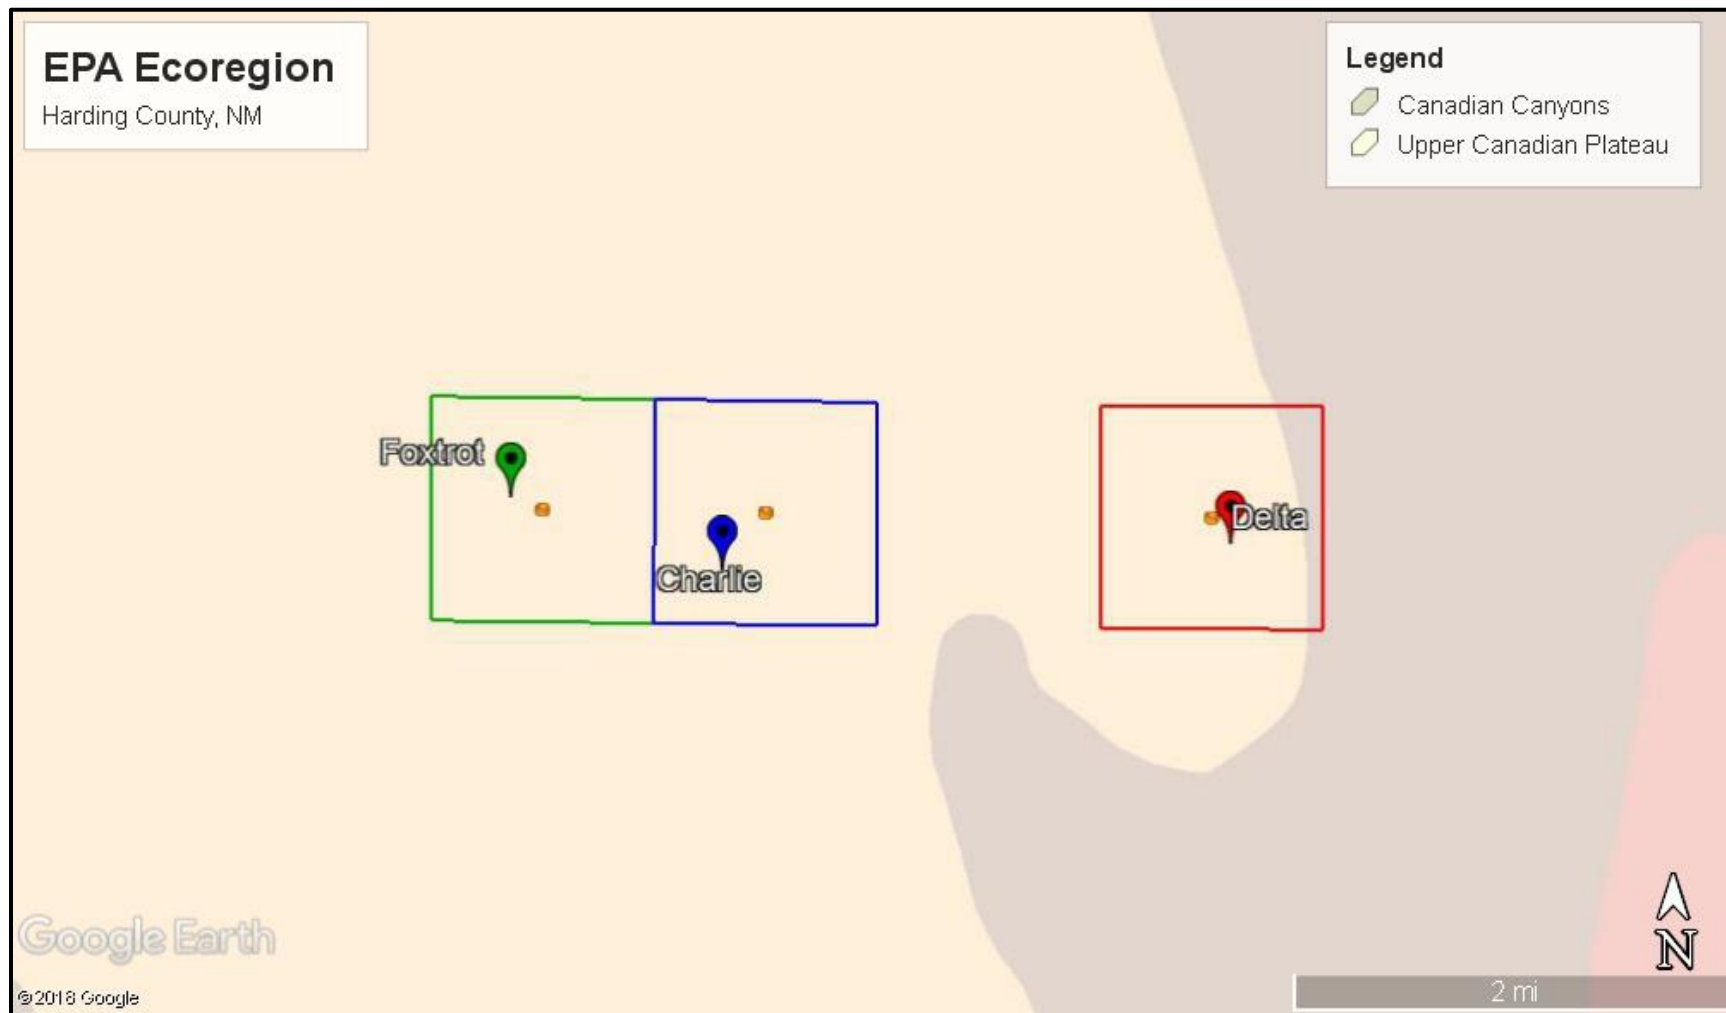 EPA Ecoregion
Harding County, NM
Legend
Canadian Canyons
Upper Canadian Plateau
Foxtrot
Charlie
Delta
Google Earth
© 2018 Google
N
2 mi